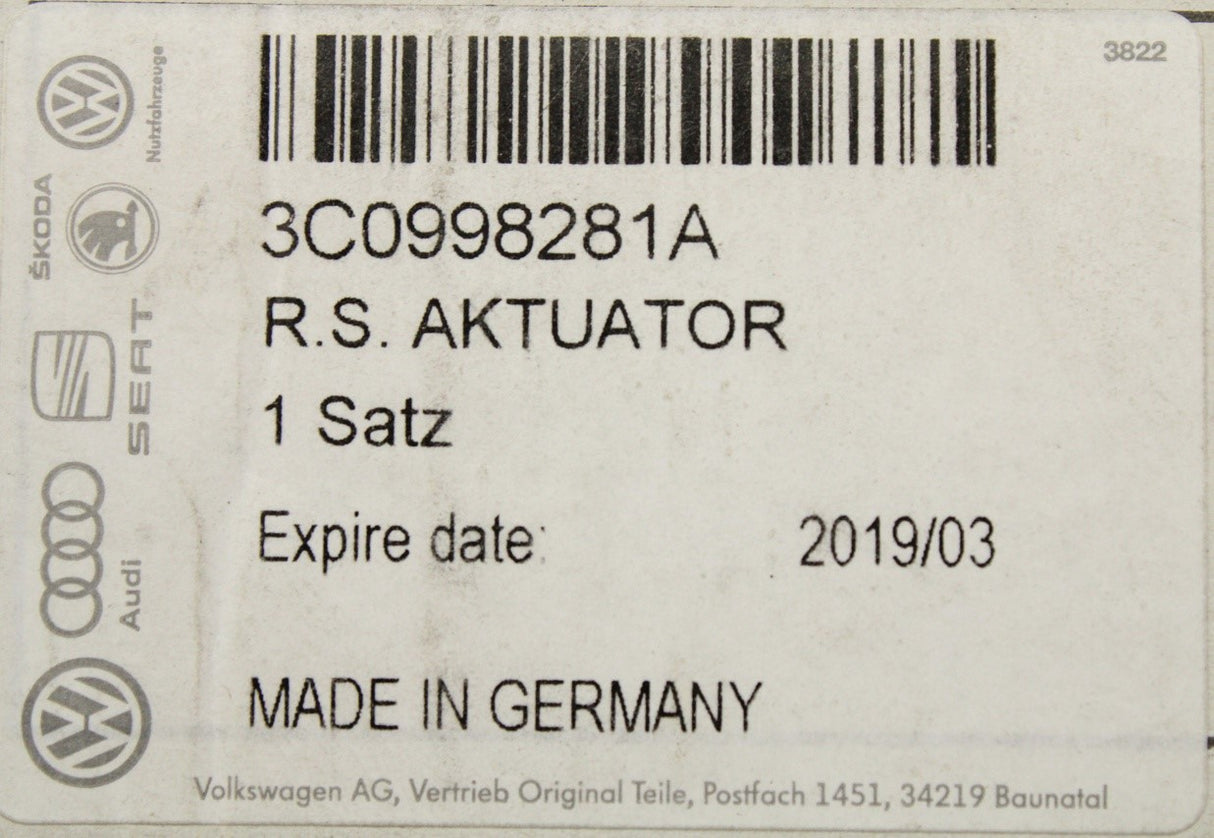 3822
3C0998281A
R.S. AKTUATOR
1 Satz
Expire date: 2019/03
MADE IN GERMANY
Volkswagen AG, Vertrieb Original Teile, Postfach 1451, 34219 Baunatal
Nutzfahrzeuge
ŠKODA
SEAT
Audi